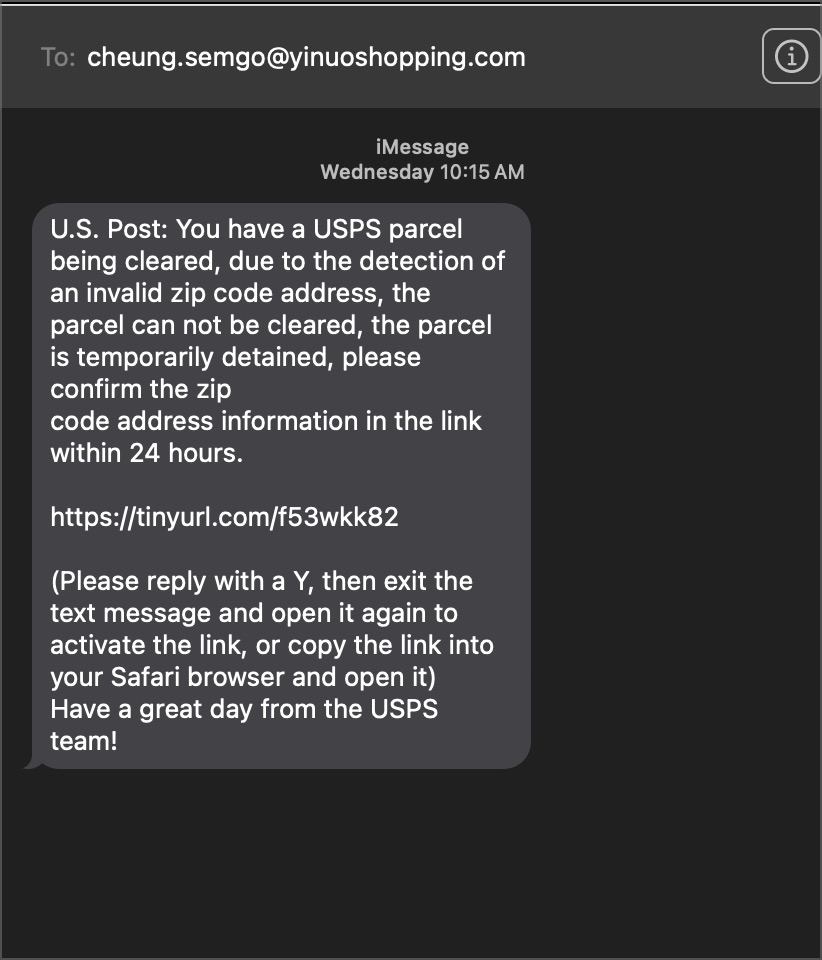 To: cheung.semgo@yinuoshopping.com
iMessage
Wednesday 10:15 AM
U.S. Post: You have a USPS parcel
being cleared, due to the detection of
an invalid zip code address, the
parcel can not be cleared, the parcel
is temporarily detained, please
confirm the zip
code address information in the link
within 24 hours.
https://tinyurl.com/f53wkk82
(Please reply with a Y, then exit the
text message and open it again to
activate the link, or copy the link into
your Safari browser and open it)
Have a great day from the USPS
team!